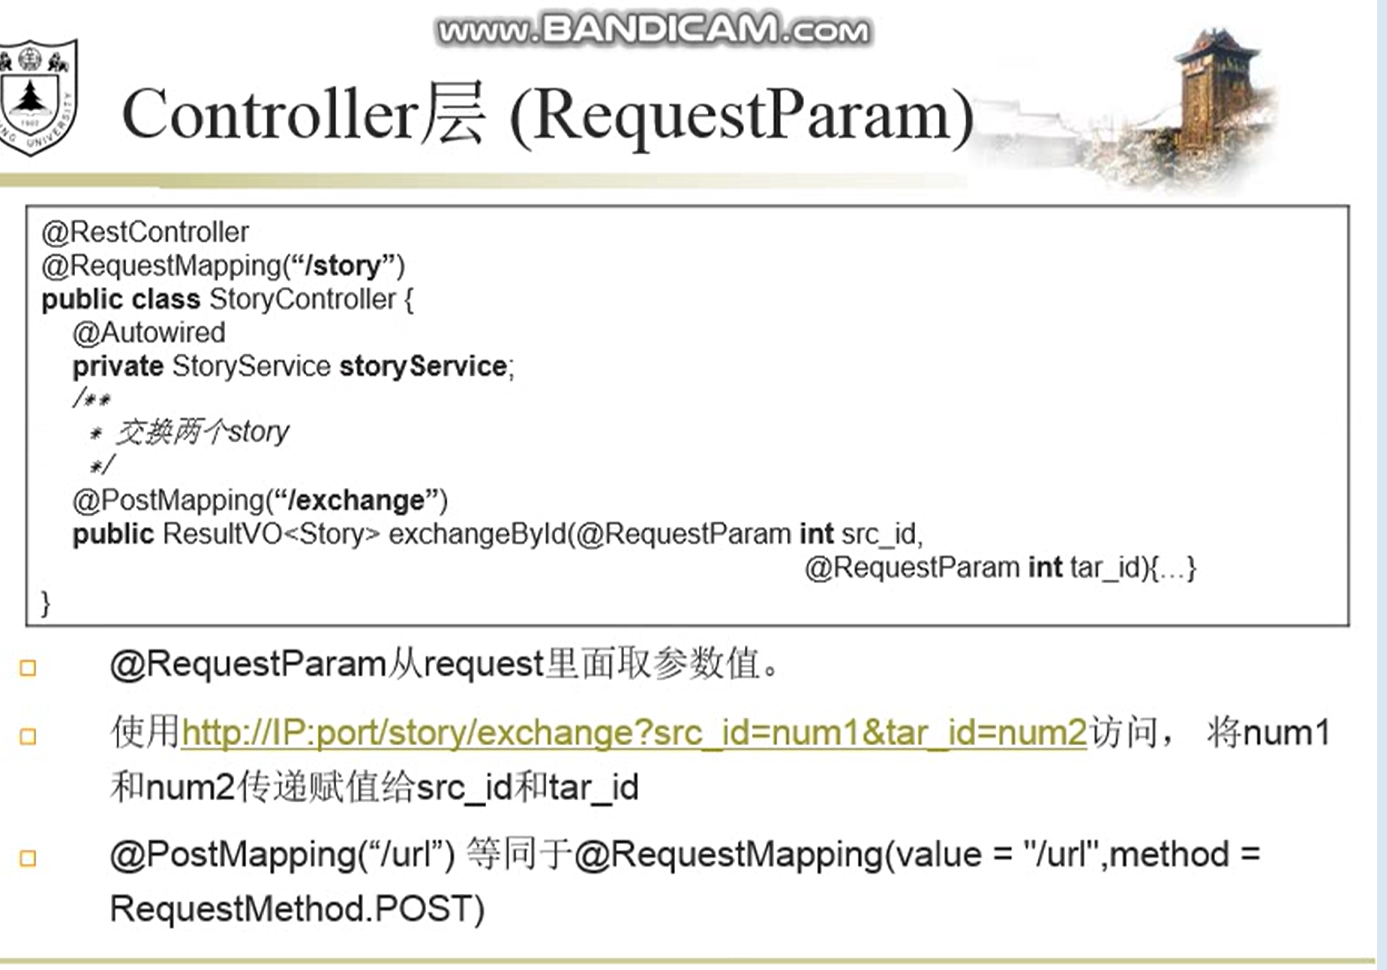 www.BANDICAM.com
Controller层 (RequestParam)
1902
UNIVERSITY
@RestController
@RequestMapping(“/story”)
public class StoryController {
@Autowired
private StoryService storyService;
/**
* 交换两个story
*/
@PostMapping(“/exchange”)
public ResultVO<Story> exchangeById(@RequestParam int src_id,
@RequestParam int tar_id){...}
}
@RequestParam从request里面取参数值。
使用http://IP:port/story/exchange?src_id=num1&tar_id=num2访问， 将num1
和num2传递赋值给src_id和tar_id
@PostMapping(“/url”) 等同于@RequestMapping(value = "/url",method =
RequestMethod.POST)